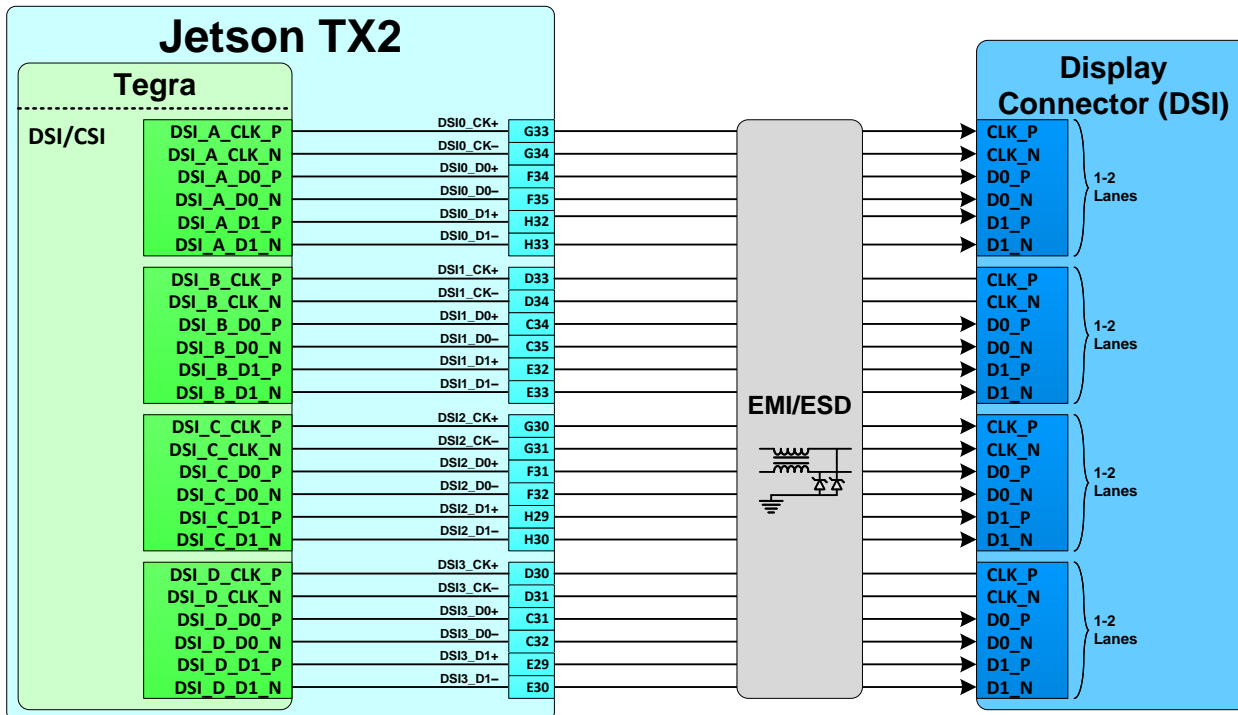 Jetson TX2
Tegra
DSI/CSI
DSI_A_CLK_P DSI0_CK+ G33 CLK_P
DSI_A_CLK_N DSI0_CK– G34 CLK_N
DSI_A_D0_P DSI0_D0+ F34 D0_P
DSI_A_D0_N DSI0_D0– F35 D0_N
DSI_A_D1_P DSI0_D1+ H32 D1_P
DSI_A_D1_N DSI0_D1– H33 D1_N
1-2
Lanes
DSI_B_CLK_P DSI1_CK+ D33 CLK_P
DSI_B_CLK_N DSI1_CK– D34 CLK_N
DSI_B_D0_P DSI1_D0+ C34 D0_P
DSI_B_D0_N DSI1_D0– C35 D0_N
DSI_B_D1_P DSI1_D1+ E32 D1_P
DSI_B_D1_N DSI1_D1– E33 D1_N
1-2
Lanes
DSI_C_CLK_P DSI2_CK+ G30 CLK_P
DSI_C_CLK_N DSI2_CK– G31 CLK_N
DSI_C_D0_P DSI2_D0+ F31 D0_P
DSI_C_D0_N DSI2_D0– F32 D0_N
DSI_C_D1_P DSI2_D1+ H29 D1_P
DSI_C_D1_N DSI2_D1– H30 D1_N
1-2
Lanes
DSI_D_CLK_P DSI3_CK+ D30 CLK_P
DSI_D_CLK_N DSI3_CK– D31 CLK_N
DSI_D_D0_P DSI3_D0+ C31 D0_P
DSI_D_D0_N DSI3_D0– C32 D0_N
DSI_D_D1_P DSI3_D1+ E29 D1_P
DSI_D_D1_N DSI3_D1– E30 D1_N
1-2
Lanes
EMI/ESD
Display
Connector (DSI)